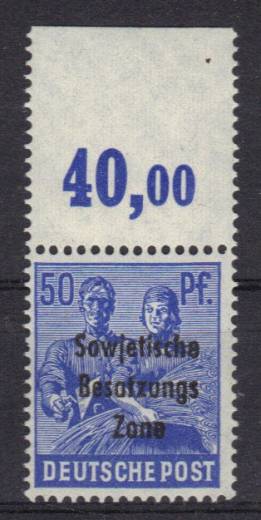 40,00
50 Pf.
Sowjetische
Besatzungs
Zone
DEUTSCHE POST